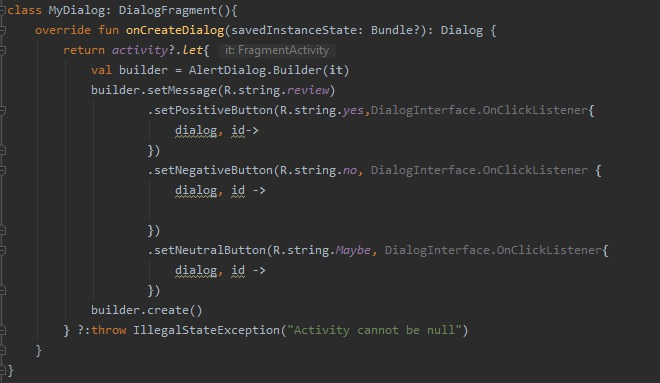 class MyDialog: DialogFragment(){
override fun onCreateDialog(savedInstanceState: Bundle?): Dialog {
return activity?.let{ it: FragmentActivity
val builder = AlertDialog.Builder(it)
builder.setMessage(R.string.review)
.setPositiveButton(R.string.yes,DialogInterface.OnClickListener{
dialog, id->
})
.setNegativeButton(R.string.no, DialogInterface.OnClickListener {
dialog, id ->
})
.setNeutralButton(R.string.Maybe, DialogInterface.OnClickListener{
dialog, id ->
})
builder.create()
} ?:throw IllegalStateException("Activity cannot be null")
}
}